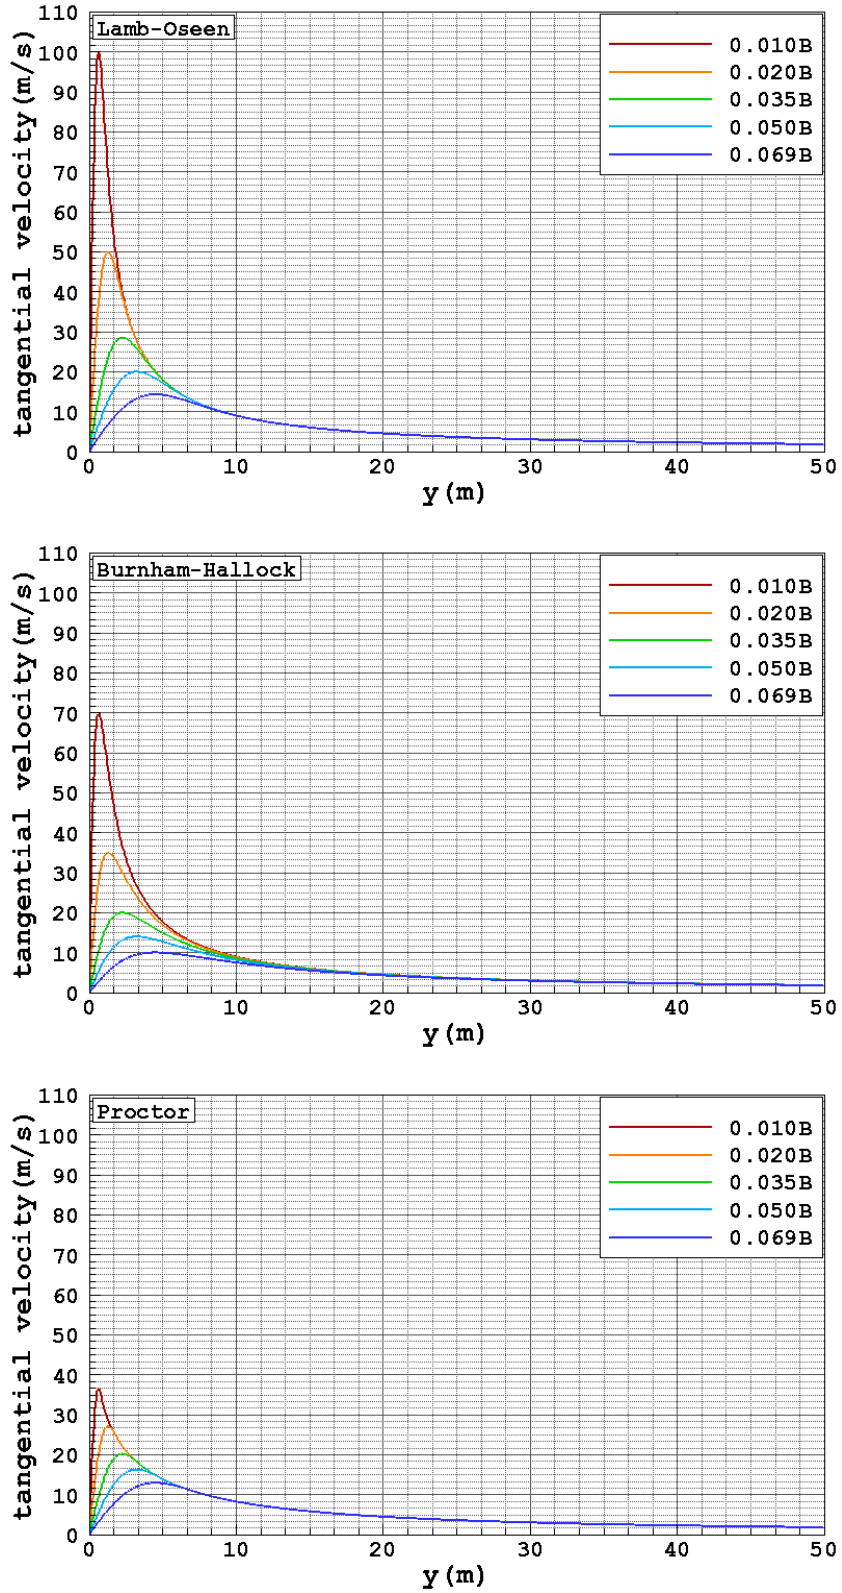 Lamb-Oseen
tangential velocity(m/s)
110
100
90
80
70
60
50
40
30
20
10
0
0.010B
0.020B
0.035B
0.050B
0.069B
0 10 20 30 40 50
y(m)
Burnham-Hallock
tangential velocity(m/s)
110
100
90
80
70
60
50
40
30
20
10
0
0.010B
0.020B
0.035B
0.050B
0.069B
0 10 20 30 40 50
y(m)
Proctor
tangential velocity(m/s)
110
100
90
80
70
60
50
40
30
20
10
0
0.010B
0.020B
0.035B
0.050B
0.069B
0 10 20 30 40 50
y(m)